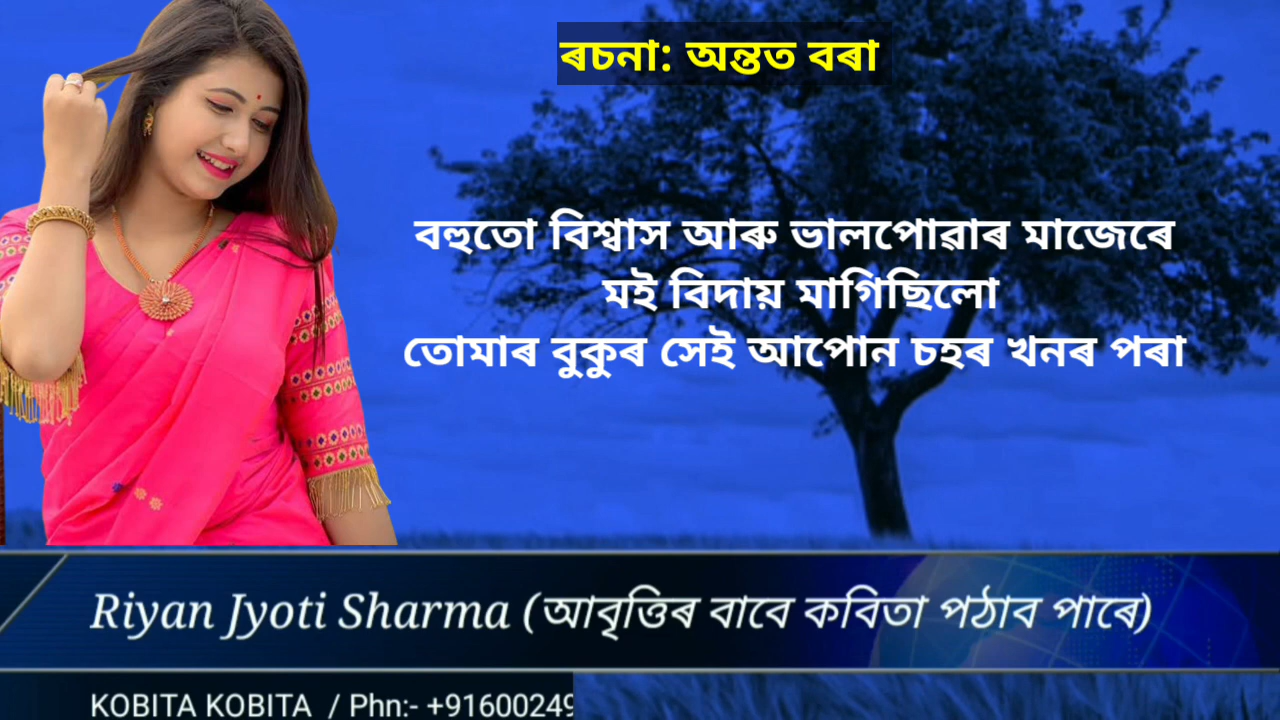 ৰচনা: অন্তত বৰা
বহুতো বিশ্বাস আৰু ভালপোৱাৰ মাজেৰে
মই বিদায় মাগিছিলো
তোমাৰ বুকুৰ সেই আপোন চহৰ খনৰ পৰা
Riyan Jyoti Sharma (আবৃত্তিৰ বাবে কবিতা পঠাব পাৰে)
KOBITA KOBITA / Phn:- +91600249